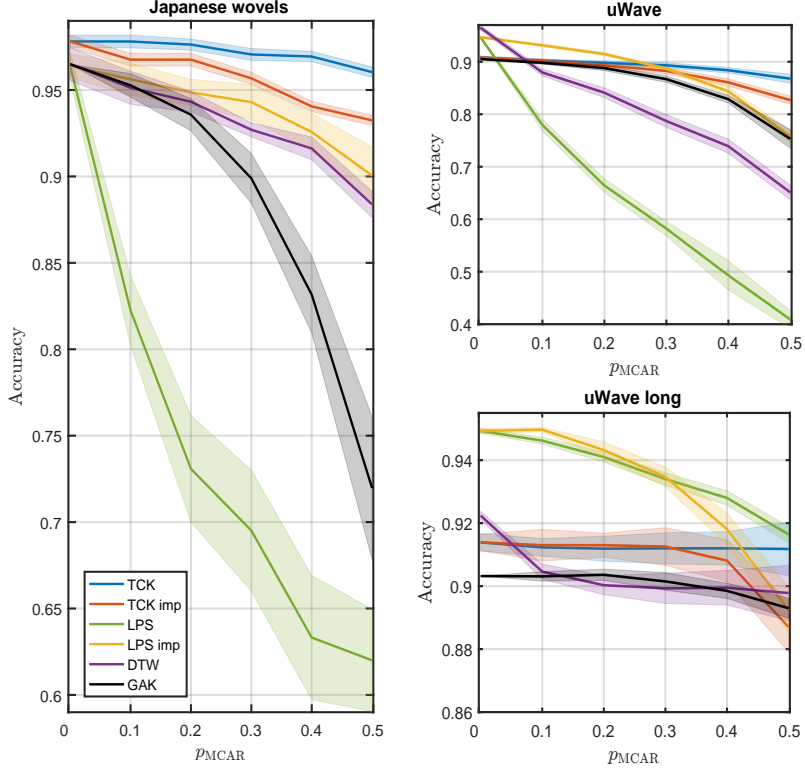 Japanese wovels
0.95
0.9
0.85
0.8
0.75
0.7
0.65
0.6
Accuracy
TCK
TCK imp
LPS
LPS imp
DTW
GAK
0 0.1 0.2 0.3 0.4 0.5
pMCAR
uWave
0.9
0.8
0.7
0.6
0.5
0.4
Accuracy
0 0.1 0.2 0.3 0.4 0.5
pMCAR
uWave long
0.94
0.92
0.9
0.88
0.86
Accuracy
0 0.1 0.2 0.3 0.4 0.5
pMCAR